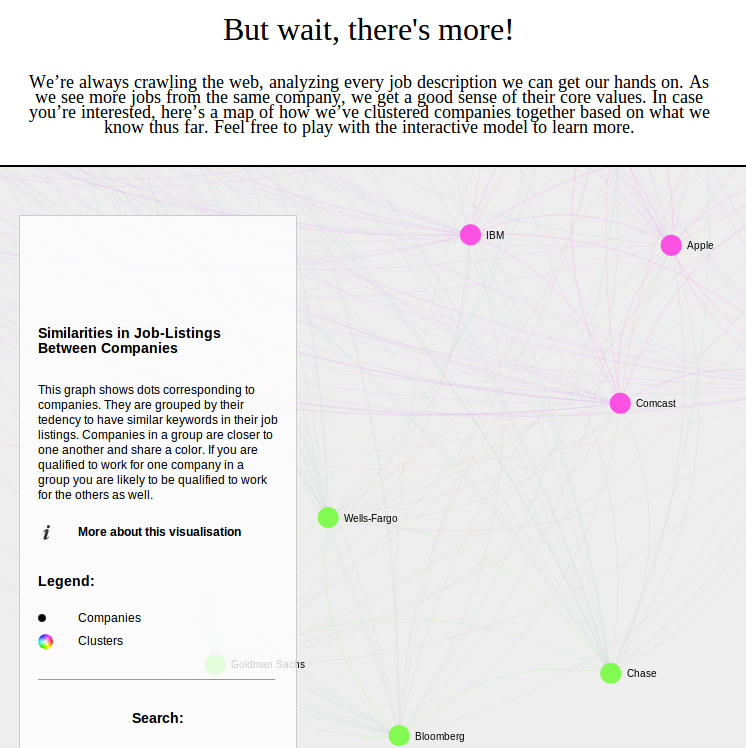 But wait, there's more!
We’re always crawling the web, analyzing every job description we can get our hands on. As
we see more jobs from the same company, we get a good sense of their core values. In case
you’re interested, here’s a map of how we’ve clustered companies together based on what we
know thus far. Feel free to play with the interactive model to learn more.
IBM
Apple
Similarities in Job-Listings
Between Companies
This graph shows dots corresponding to
companies. They are grouped by their
tedency to have similar keywords in their job
listings. Companies in a group are closer to
one another and share a color. If you are
qualified to work for one company in a
group you are likely to be qualified to work
for the others as well.
Comcast
Wells-Fargo
i
More about this visualisation
Legend:
Companies
Clusters
Goldman Sachs
Chase
Search:
Bloomberg